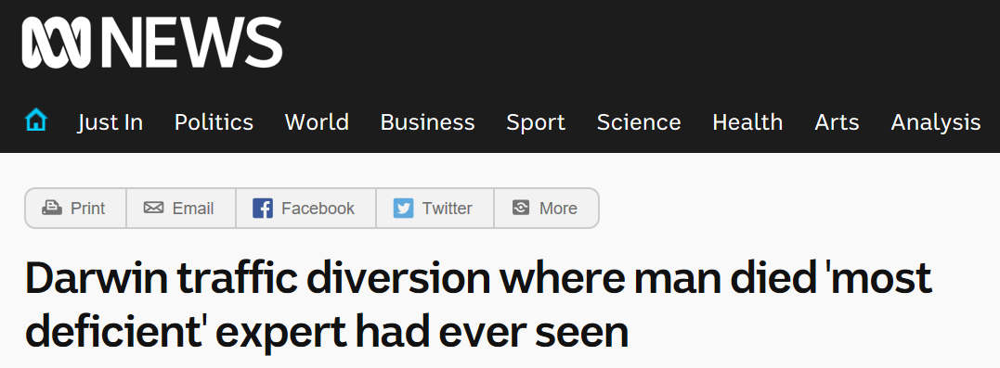 NEWS
Just In Politics World Business Sport Science Health Arts Analysis
Print Email Facebook Twitter More
Darwin traffic diversion where man died 'most
deficient' expert had ever seen